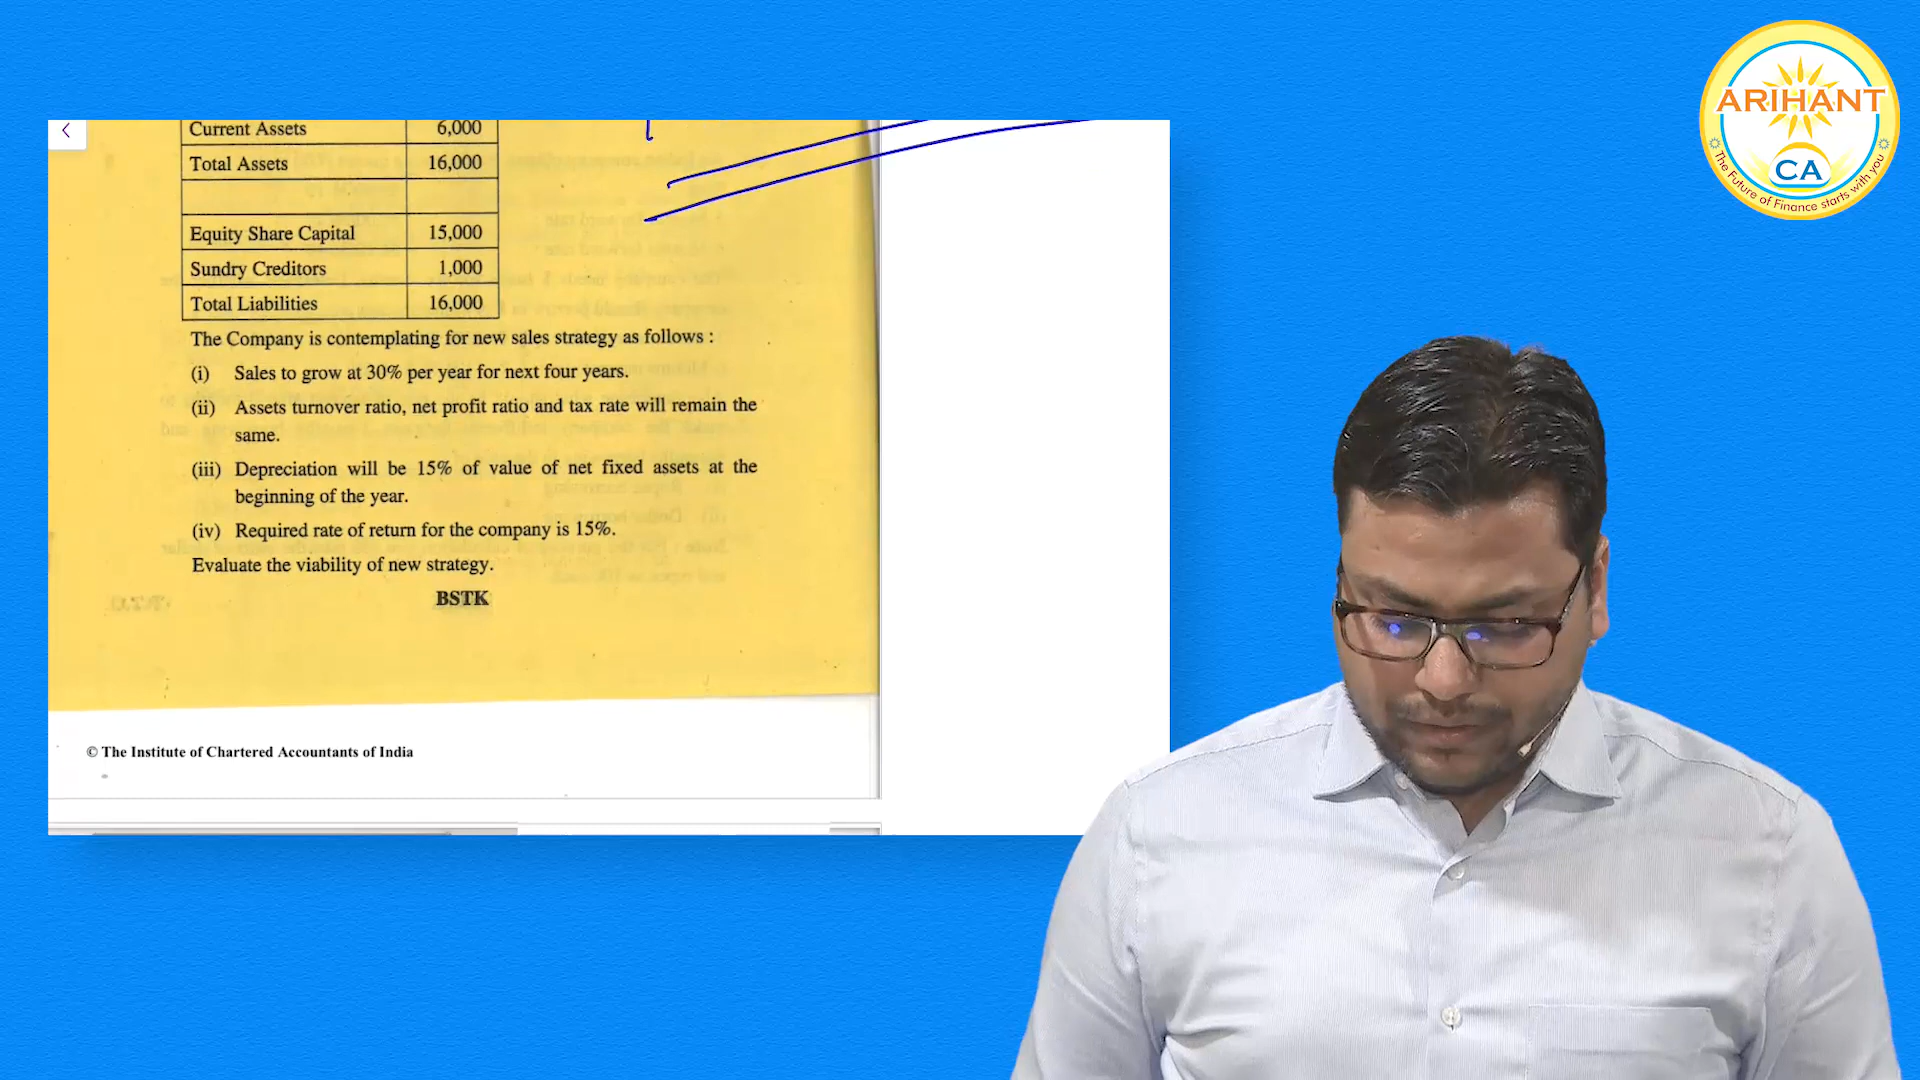 Current Assets 6,000
Total Assets 16,000
Equity Share Capital 15,000
Sundry Creditors 1,000
Total Liabilities 16,000
The Company is contemplating for new sales strategy as follows :
(i) Sales to grow at 30% per year for next four years.
(ii) Assets turnover ratio, net profit ratio and tax rate will remain the
same.
(iii) Depreciation will be 15% of value of net fixed assets at the
beginning of the year.
(iv) Required rate of return for the company is 15%.
Evaluate the viability of new strategy.
BSTK
© The Institute of Chartered Accountants of India
ARIHANT
CA
The Future of Finance starts with you